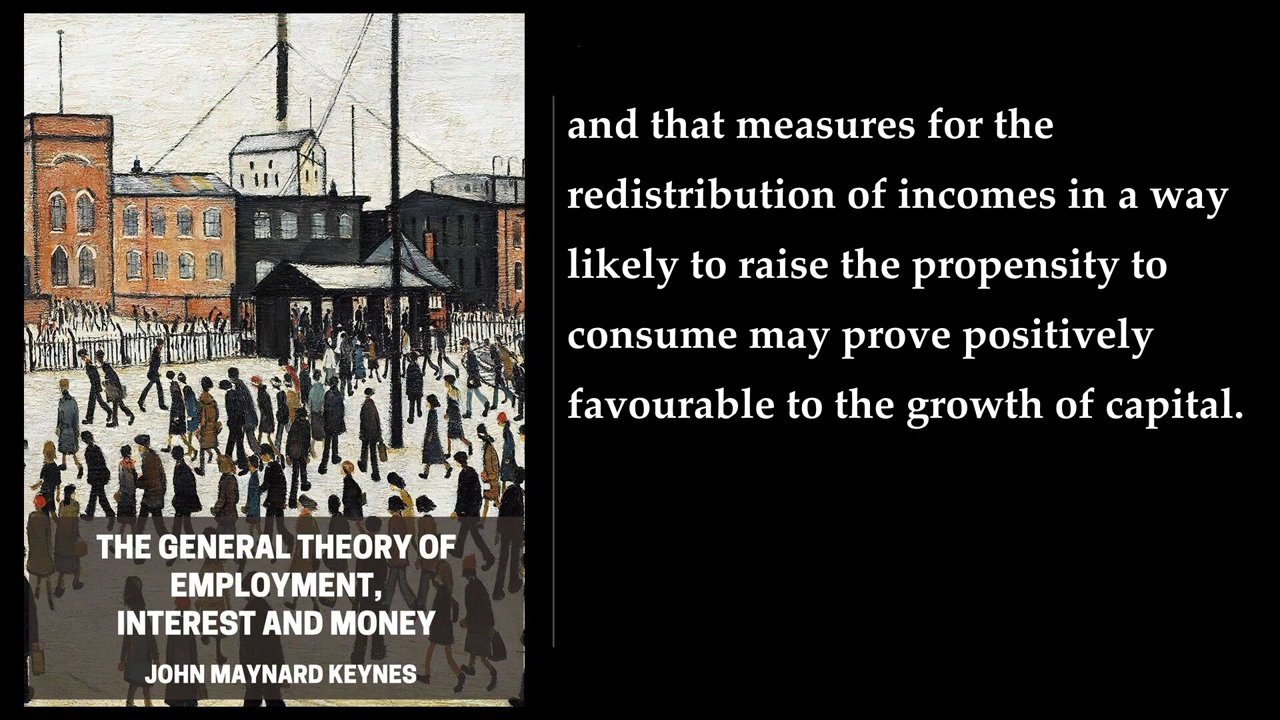 THE GENERAL THEORY OF
EMPLOYMENT,
INTEREST AND MONEY
JOHN MAYNARD KEYNES
and that measures for the
redistribution of incomes in a way
likely to raise the propensity to
consume may prove positively
favourable to the growth of capital.